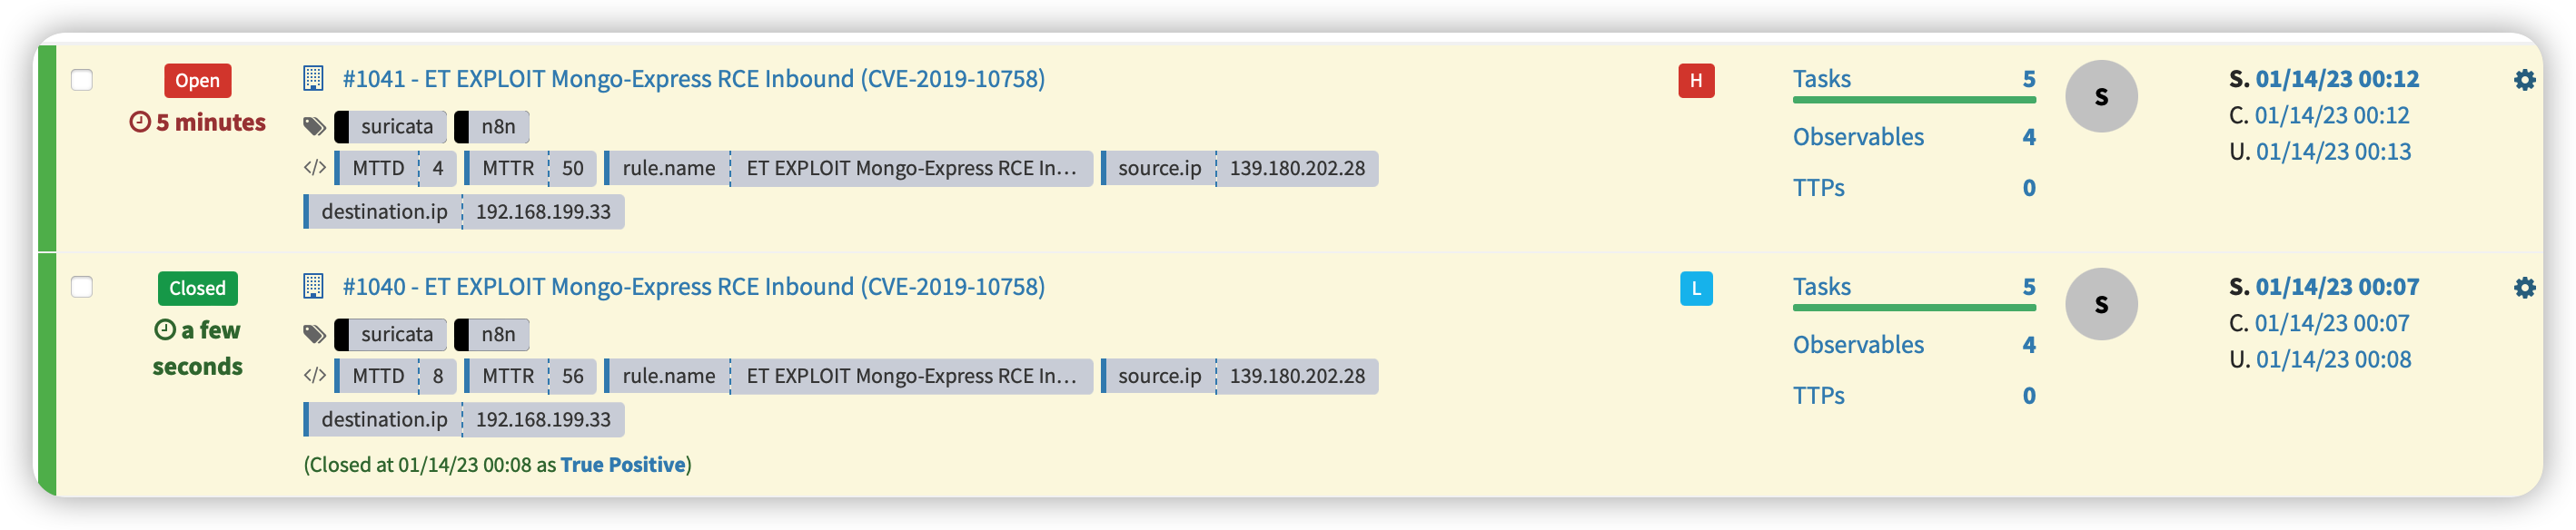 Open #1041 - ET EXPLOIT Mongo-Express RCE Inbound (CVE-2019-10758) H Tasks 5 S S. 01/14/23 00:12
5 minutes suricata n8n C. 01/14/23 00:12
Observables 4
</> MTTD 4 MTTR 50 rule.name ET EXPLOIT Mongo-Express RCE In... source.ip 139.180.202.28 U. 01/14/23 00:13
TTPs 0
destination.ip 192.168.199.33
Closed #1040 - ET EXPLOIT Mongo-Express RCE Inbound (CVE-2019-10758) L Tasks 5 S S. 01/14/23 00:07
a few suricata n8n C. 01/14/23 00:07
Observables 4
seconds </> MTTD 8 MTTR 56 rule.name ET EXPLOIT Mongo-Express RCE In... source.ip 139.180.202.28 U. 01/14/23 00:08
TTPs 0
destination.ip 192.168.199.33
(Closed at 01/14/23 00:08 as True Positive)